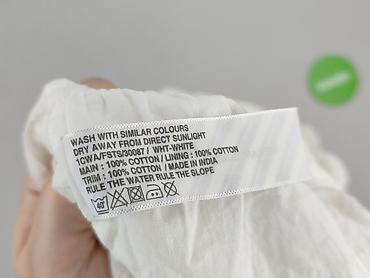 WASH WITH SIMILAR COLOURS
DRY AWAY FROM DIRECT SUNLIGHT
1CWA/FSTS/30087 / WHT-WHITE
MAIN : 100% COTTON / LINING : 100% COTTON
TRIM : 100% COTTON / MADE IN INDIA
RULE THE WATER RULE THE SLOPE
40°